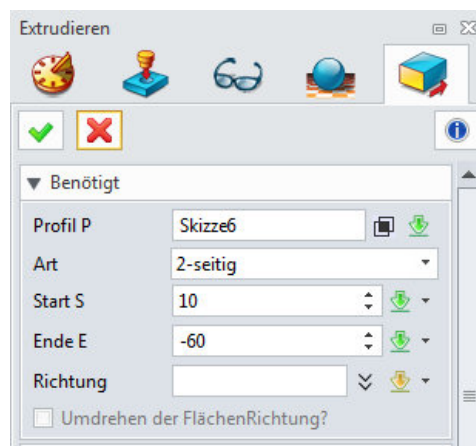 Extrudieren
Benötigt
Profil P Skizze6
Art 2-seitig
Start S 10
Ende E -60
Richtung
Umdrehen der FlächenRichtung?